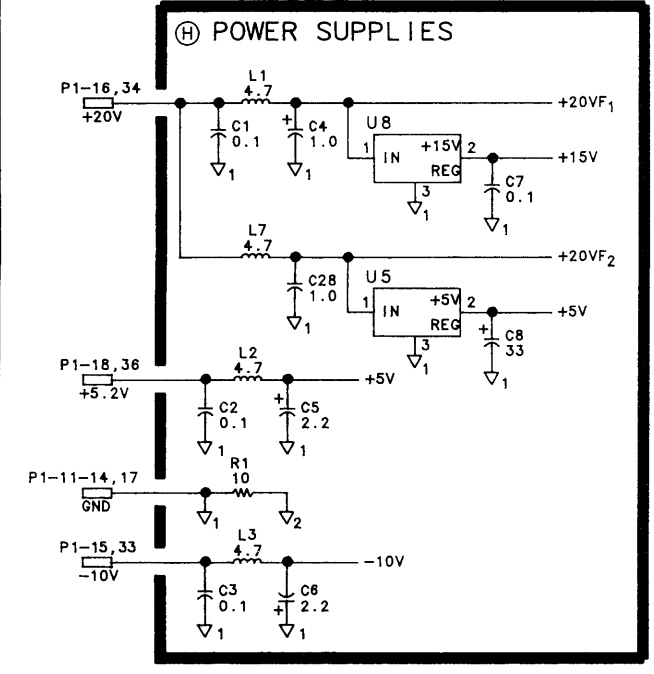 H POWER SUPPLIES
P1-16,34
+20V
L1
4.7
C1
0.1
1
+
C4
1.0
1
U8
1 IN +15V 2
REG
3
1
+20VF1
+15V
C7
0.1
1
L7
4.7
C28
1.0
1
U5
1 IN +5V 2
REG
3
1
+20VF2
+5V
+
C8
33
1
P1-18,36
+5.2V
L2
4.7
+5V
C2
0.1
1
+
C5
2.2
1
P1-11-14,17
GND
R1
10
1
2
P1-15,33
-10V
L3
4.7
-10V
C3
0.1
1
C6
2.2
+
1